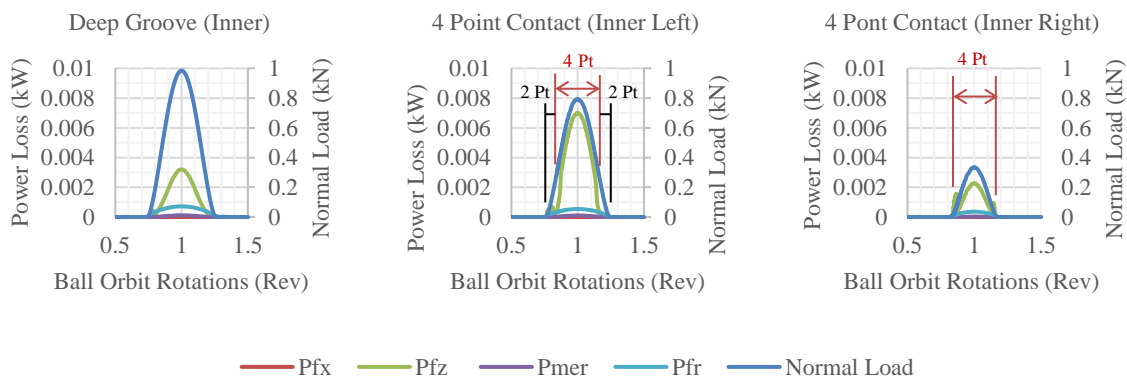 Deep Groove (Inner)
Power Loss (kW)
0.01
0.008
0.006
0.004
0.002
0
1
0.8
0.6
0.4
0.2
0
Normal Load (kN)
0.5 1 1.5
Ball Orbit Rotations (Rev)
4 Point Contact (Inner Left)
4 Pt
2 Pt
2 Pt
Power Loss (kW)
0.01
0.008
0.006
0.004
0.002
0
1
0.8
0.6
0.4
0.2
0
Normal Load (kN)
0.5 1 1.5
Ball Orbit Rotations (Rev)
4 Pont Contact (Inner Right)
4 Pt
Power Loss (kW)
0.01
0.008
0.006
0.004
0.002
0
1
0.8
0.6
0.4
0.2
0
Normal Load (kN)
0.5 1 1.5
Ball Orbit Rotations (Rev)
Pfx Pfz Pmer Pfr Normal Load